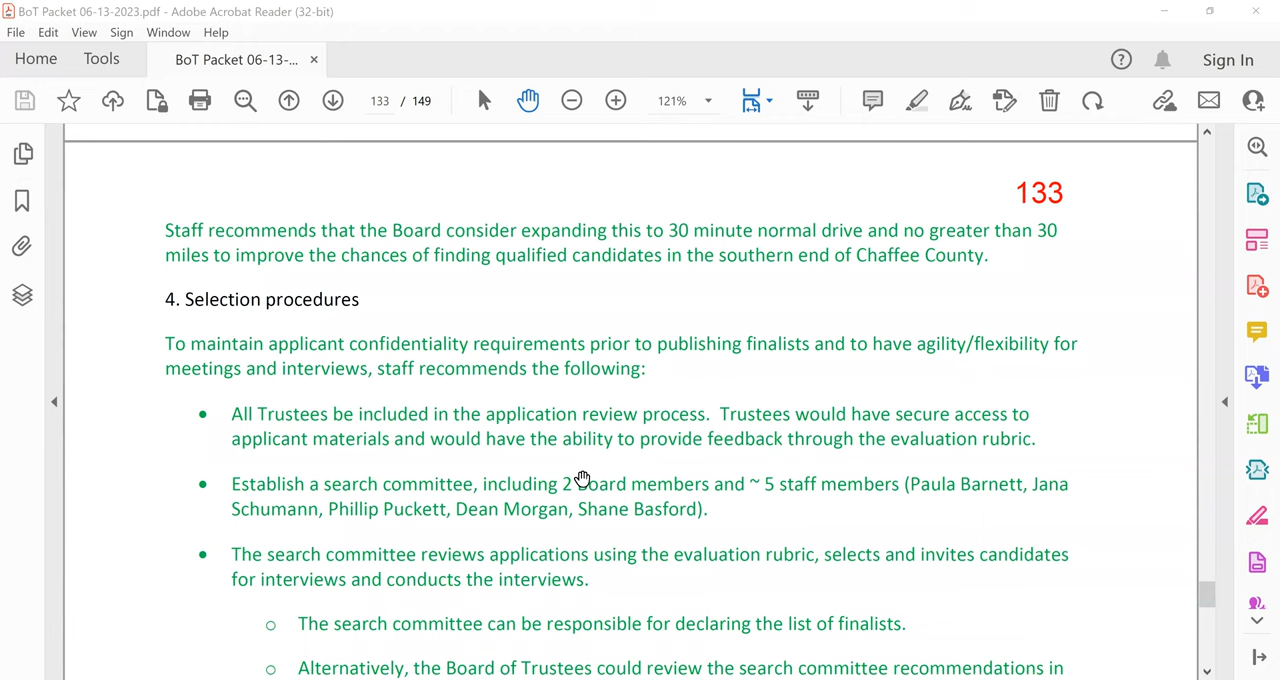 BoT Packet 06-13-2023.pdf - Adobe Acrobat Reader (32-bit)
File Edit View Sign Window Help
Home Tools BoT Packet 06-13-... × Sign In
133 / 149 121%
133
Staff recommends that the Board consider expanding this to 30 minute normal drive and no greater than 30
miles to improve the chances of finding qualified candidates in the southern end of Chaffee County.
4. Selection procedures
To maintain applicant confidentiality requirements prior to publishing finalists and to have agility/flexibility for
meetings and interviews, staff recommends the following:
• All Trustees be included in the application review process. Trustees would have secure access to
applicant materials and would have the ability to provide feedback through the evaluation rubric.
• Establish a search committee, including 2 Board members and ~ 5 staff members (Paula Barnett, Jana
Schumann, Phillip Puckett, Dean Morgan, Shane Basford).
• The search committee reviews applications using the evaluation rubric, selects and invites candidates
for interviews and conducts the interviews.
o The search committee can be responsible for declaring the list of finalists.
o Alternatively, the Board of Trustees could review the search committee recommendations in